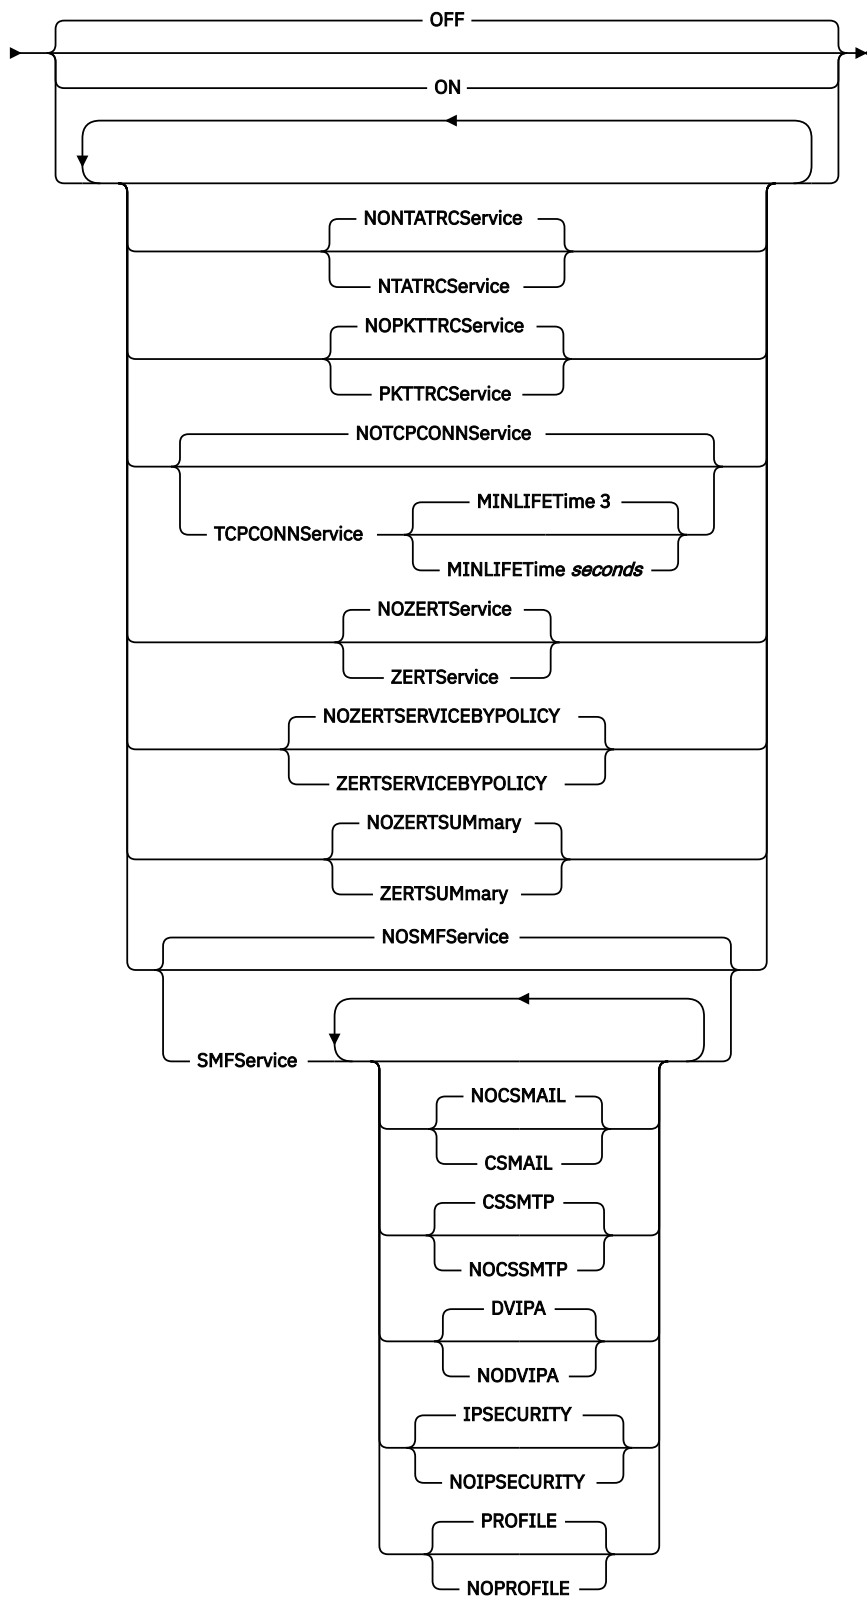 OFF
ON
NONTATRCService
NTATRCService
NOPKTTRCService
PKTTRCService
NOTCPCONNService
MINLIFETime 3
TCPCONNService
MINLIFETime seconds
NOZERTService
ZERTService
NOZERTSERVICEBYPOLICY
ZERTSERVICEBYPOLICY
NOZERTSUMmary
ZERTSUMmary
NOSMFService
SMFService
NOCSMAIL
CSMAIL
CSSMTP
NOCSSMTP
DVIPA
NODVIPA
IPSECURITY
NOIPSECURITY
PROFILE
NOPROFILE